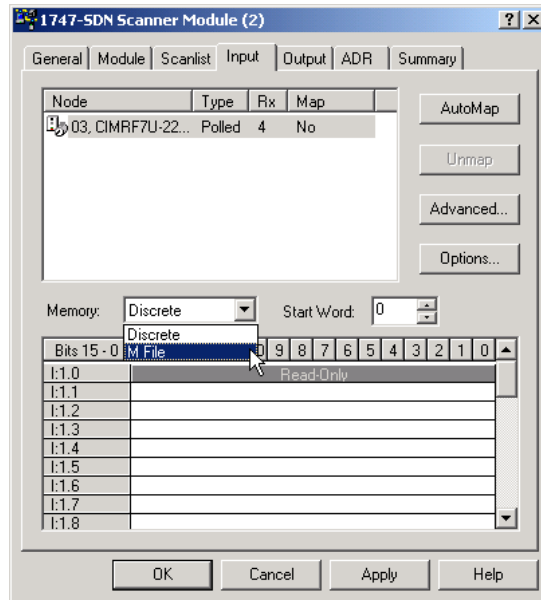 1747-SDN Scanner Module (2)
General Module Scanlist Input Output ADR Summary
Node Type Rx Map
03, CIMRF7U-22... Polled 4 No
AutoMap
Unmap
Advanced...
Options...
Memory: Discrete Start Word: 0
Discrete
M File
Bits 15 - 0 9 8 7 6 5 4 3 2 1 0
I:1.0 Read-Only
I:1.1
I:1.2
I:1.3
I:1.4
I:1.5
I:1.6
I:1.7
I:1.8
OK Cancel Apply Help